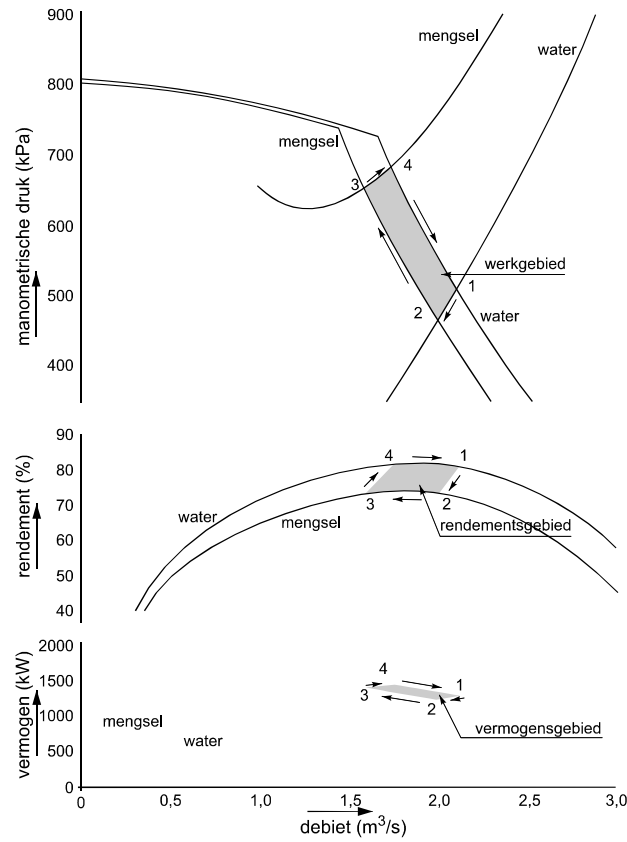 900
800
700
600
500
400
manometrische druk (kPa)
mengsel
water
mengsel
4
3
werkgebied
1
2
water
90
80
70
60
50
40
rendement (%)
4
1
3
2
water
mengsel
rendementsgebied
2000
1500
1000
500
0
vermogen (kW)
4
3
1
2
mengsel
water
vermogensgebied
0
0,5
1,0
1,5
2,0
2,5
3,0
debiet (m³/s)